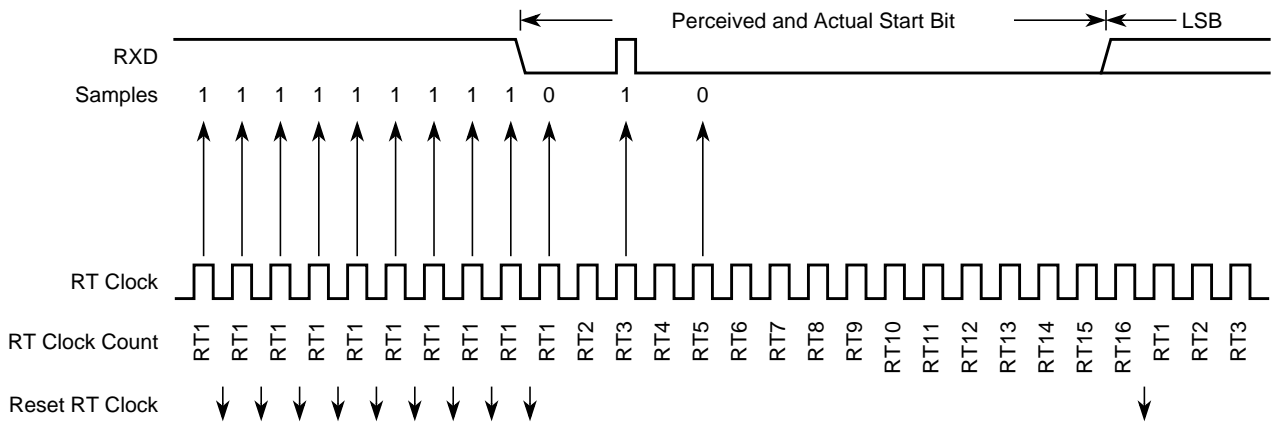 Perceived and Actual Start Bit LSB
RXD
Samples 1 1 1 1 1 1 1 1 1 0 1 0
RT Clock
RT Clock Count RT1 RT1 RT1 RT1 RT1 RT1 RT1 RT1 RT1 RT1 RT2 RT3 RT4 RT5 RT6 RT7 RT8 RT9 RT10 RT11 RT12 RT13 RT14 RT15 RT16 RT1 RT2 RT3
Reset RT Clock